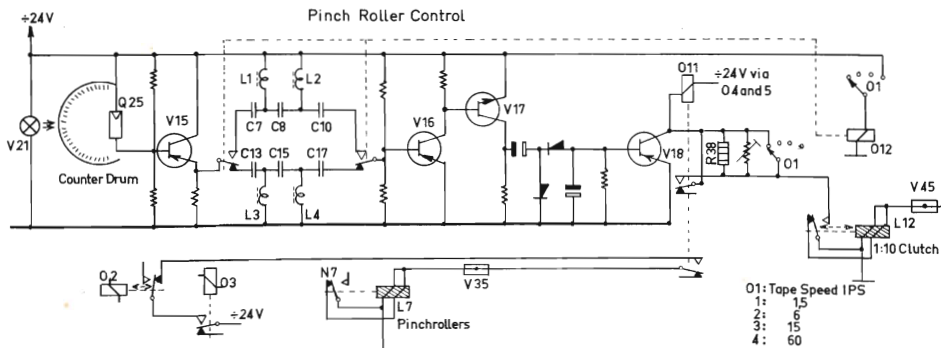 Pinch Roller Control
÷24V
V21
Counter Drum
Q25
V15
L1
L2
C7
C8
C10
C13
C15
C17
L3
L4
V16
V17
V18
O11
÷24V via
O4 and 5
R38
O1
O1
O12
V45
L12
1:10 Clutch
O2
O3
÷24V
N7
L7
Pinchrollers
V35
O1: Tape Speed IPS
1: 1,5
2: 6
3: 15
4: 60